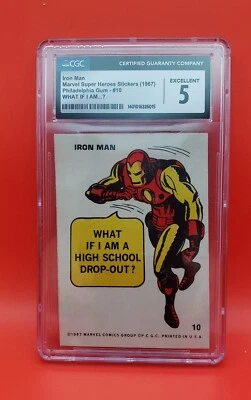 CGC
CERTIFIED GUARANTY COMPANY
Iron Man
Marvel Super Heroes Stickers (1967)
Philadelphia Gum - #10
WHAT IF I AM...?
EXCELLENT
5
IRON MAN
WHAT
IF I AM A
HIGH SCHOOL
DROP-OUT?
10
©1967 MARVEL COMICS GROUP OF C.G.C. PRINTED IN U.S.A.